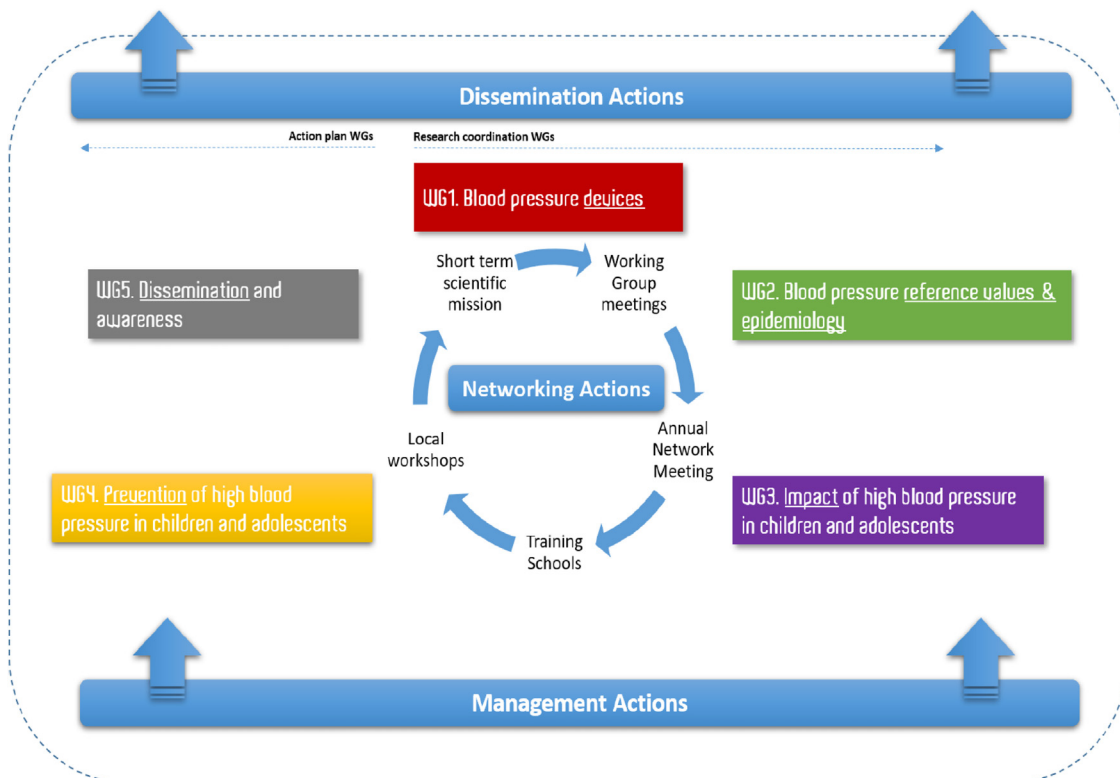 Dissemination Actions
Action plan WGs
Research coordination WGs
WG1. Blood pressure devices
Short term
scientific
mission
Working
Group
meetings
WG5. Dissemination and
awareness
WG2. Blood pressure reference values &
epidemiology
Networking Actions
Local
workshops
Annual
Network
Meeting
WG4. Prevention of high blood
pressure in children and adolescents
WG3. Impact of high blood pressure
in children and adolescents
Training
Schools
Management Actions